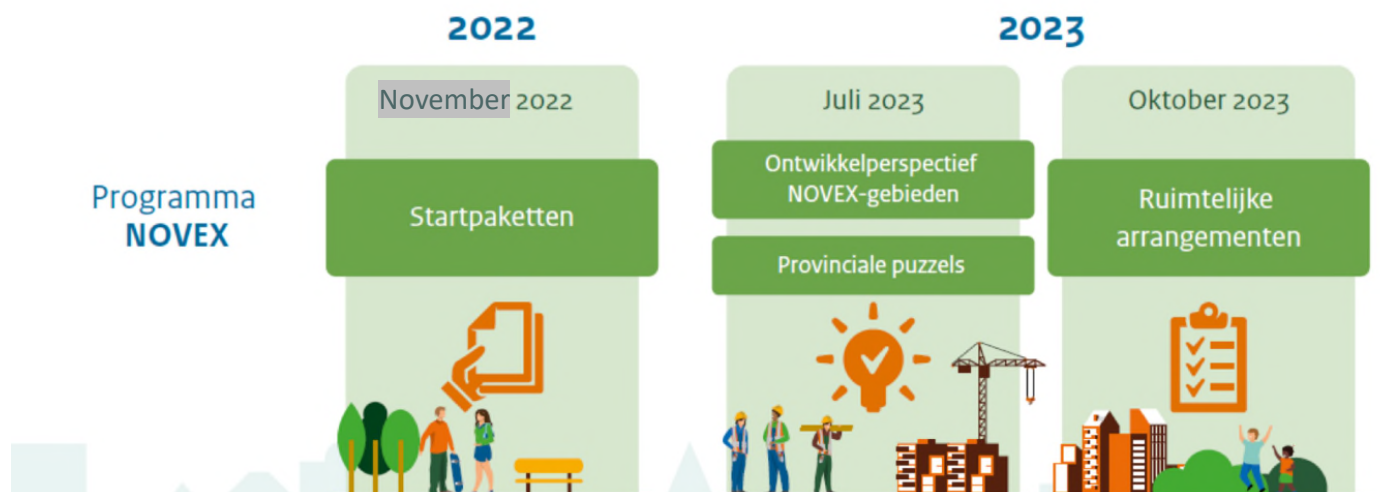 2022
2023
November 2022
Juli 2023
Oktober 2023
Programma
NOVEX
Startpaketten
Ontwikkelperspectief
NOVEX-gebieden
Provinciale puzzels
Ruimtelijke
arrangementen